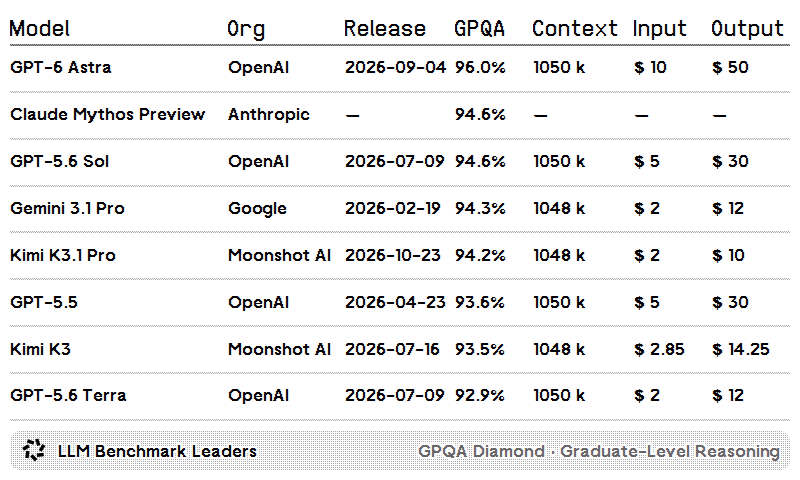 Model Org Release GPQA Context Input Output
GPT-6 Astra OpenAI 2026-09-04 96.0% 1050 k $ 10 $ 50
Claude Mythos Preview Anthropic — 94.6% — — —
GPT-5.6 Sol OpenAI 2026-07-09 94.6% 1050 k $ 5 $ 30
Gemini 3.1 Pro Google 2026-02-19 94.3% 1048 k $ 2 $ 12
Kimi K3.1 Pro Moonshot AI 2026-10-23 94.2% 1048 k $ 2 $ 10
GPT-5.5 OpenAI 2026-04-23 93.6% 1050 k $ 5 $ 30
Kimi K3 Moonshot AI 2026-07-16 93.5% 1048 k $ 2.85 $ 14.25
GPT-5.6 Terra OpenAI 2026-07-09 92.9% 1050 k $ 2 $ 12
LLM Benchmark Leaders GPQA Diamond · Graduate-Level Reasoning